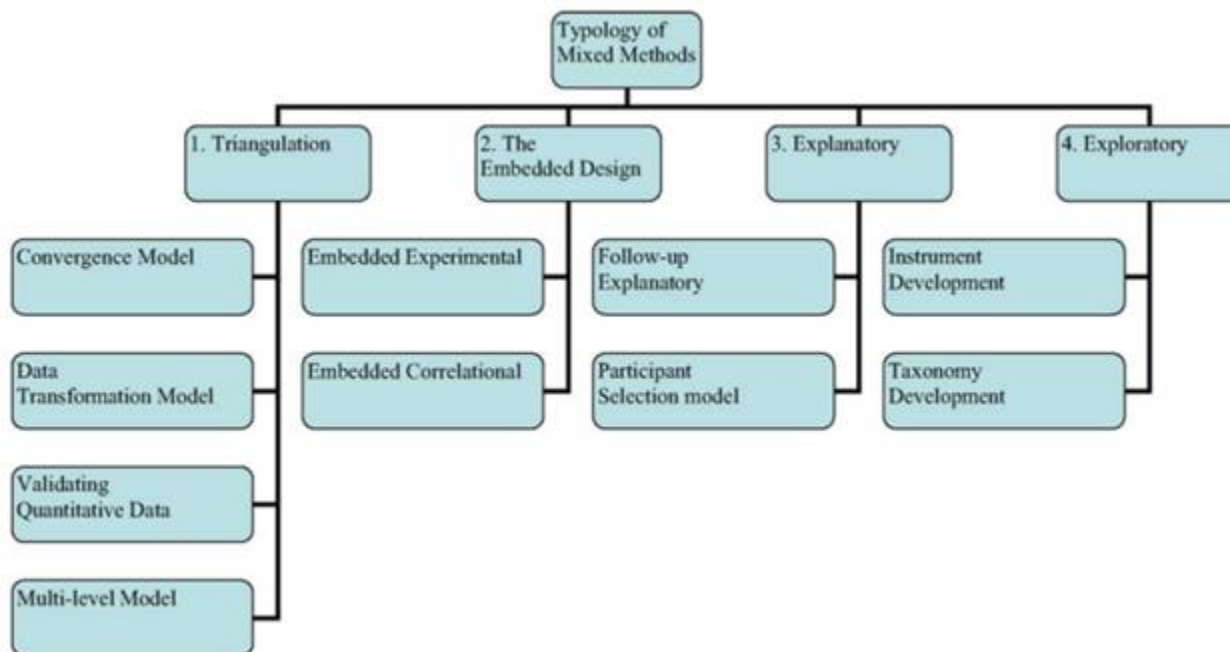 Typology of
Mixed Methods
1. Triangulation
2. The
Embedded Design
3. Explanatory
4. Exploratory
Convergence Model
Embedded Experimental
Follow-up
Explanatory
Instrument
Development
Data
Transformation Model
Embedded Correlational
Participant
Selection model
Taxonomy
Development
Validating
Quantitative Data
Multi-level Model